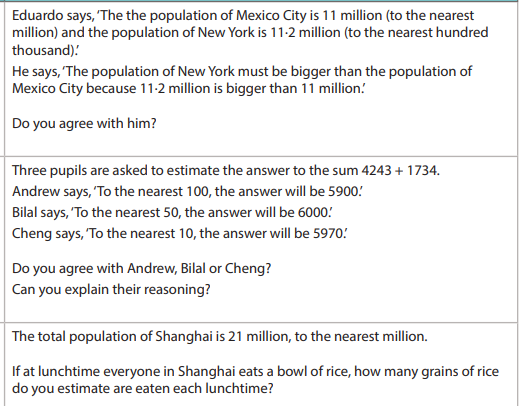 Eduardo says, ‘The the population of Mexico City is 11 million (to the nearest
million) and the population of New York is 11·2 million (to the nearest hundred
thousand).’
He says, ‘The population of New York must be bigger than the population of
Mexico City because 11·2 million is bigger than 11 million.’
Do you agree with him?
Three pupils are asked to estimate the answer to the sum 4243 + 1734.
Andrew says, ‘To the nearest 100, the answer will be 5900.’
Bilal says, ‘To the nearest 50, the answer will be 6000.’
Cheng says, ‘To the nearest 10, the answer will be 5970.’
Do you agree with Andrew, Bilal or Cheng?
Can you explain their reasoning?
The total population of Shanghai is 21 million, to the nearest million.
If at lunchtime everyone in Shanghai eats a bowl of rice, how many grains of rice
do you estimate are eaten each lunchtime?